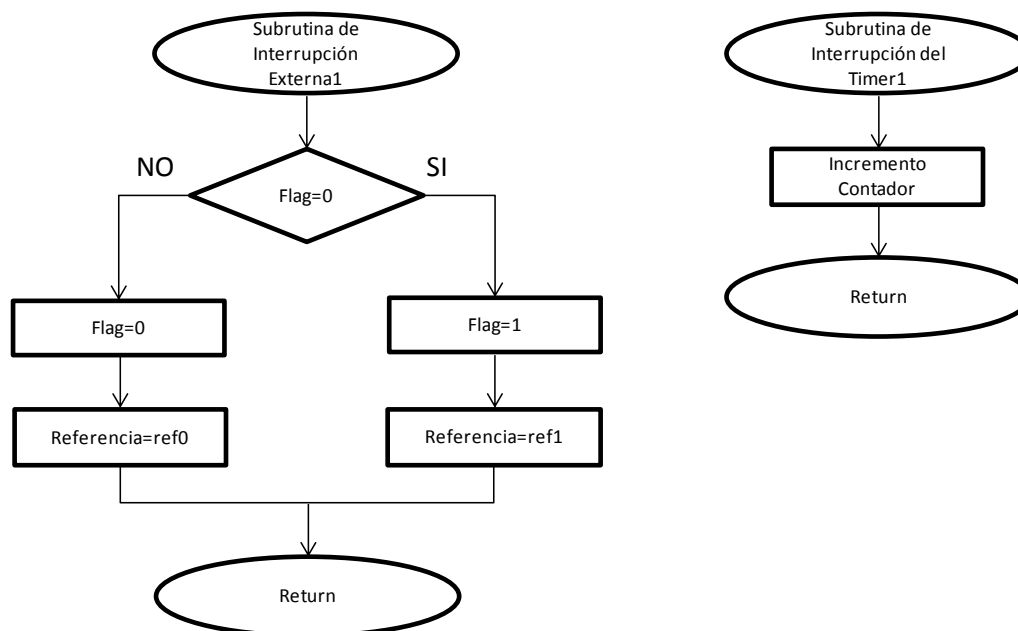 Subrutina de
Interrupción
Externa1
NO
SI
Flag=0
Flag=0
Flag=1
Referencia=ref0
Referencia=ref1
Return
Subrutina de
Interrupción del
Timer1
Incremento
Contador
Return